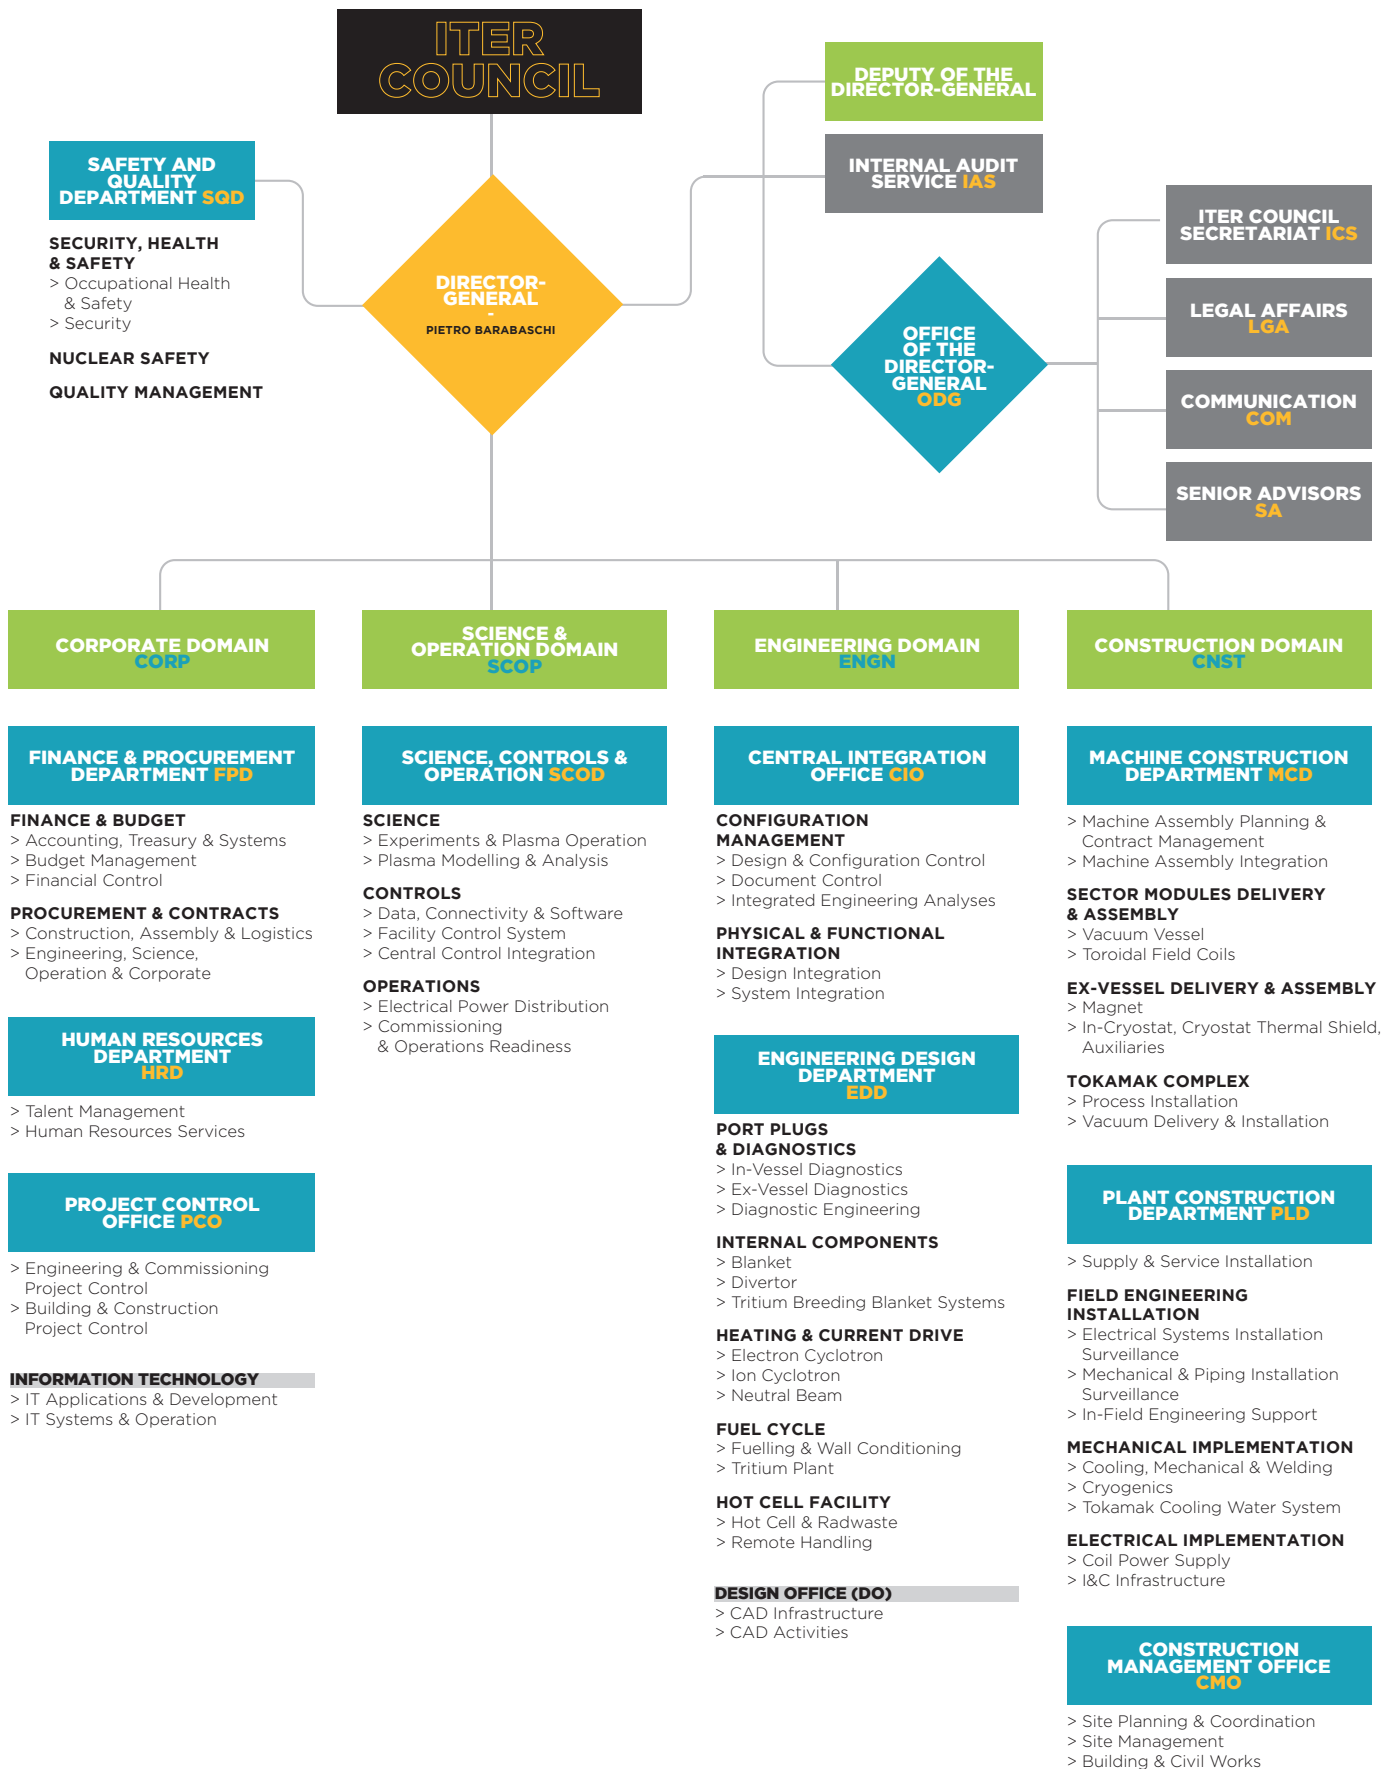 ITER
COUNCIL
DEPUTY OF THE
DIRECTOR-GENERAL
INTERNAL AUDIT
SERVICE IAS
SAFETY AND
QUALITY
DEPARTMENT SQD
SECURITY, HEALTH
& SAFETY
> Occupational Health
& Safety
> Security
NUCLEAR SAFETY
QUALITY MANAGEMENT
DIRECTOR-
GENERAL
-
PIETRO BARABASCHI
OFFICE
OF THE
DIRECTOR-
GENERAL
ODG
ITER COUNCIL
SECRETARIAT ICS
LEGAL AFFAIRS
LGA
COMMUNICATION
COM
SENIOR ADVISORS
SA
CORPORATE DOMAIN
CORP
FINANCE & PROCUREMENT
DEPARTMENT FPD
FINANCE & BUDGET
> Accounting, Treasury & Systems
> Budget Management
> Financial Control
PROCUREMENT & CONTRACTS
> Construction, Assembly & Logistics
> Engineering, Science,
Operation & Corporate
HUMAN RESOURCES
DEPARTMENT
HRD
> Talent Management
> Human Resources Services
PROJECT CONTROL
OFFICE PCO
> Engineering & Commissioning
Project Control
> Building & Construction
Project Control
INFORMATION TECHNOLOGY
> IT Applications & Development
> IT Systems & Operation
SCIENCE &
OPERATION DOMAIN
SCOP
SCIENCE, CONTROLS &
OPERATION SCOD
SCIENCE
> Experiments & Plasma Operation
> Plasma Modelling & Analysis
CONTROLS
> Data, Connectivity & Software
> Facility Control System
> Central Control Integration
OPERATIONS
> Electrical Power Distribution
> Commissioning
& Operations Readiness
ENGINEERING DOMAIN
ENGN
CENTRAL INTEGRATION
OFFICE CIO
CONFIGURATION
MANAGEMENT
> Design & Configuration Control
> Document Control
> Integrated Engineering Analyses
PHYSICAL & FUNCTIONAL
INTEGRATION
> Design Integration
> System Integration
ENGINEERING DESIGN
DEPARTMENT
EDD
PORT PLUGS
& DIAGNOSTICS
> In-Vessel Diagnostics
> Ex-Vessel Diagnostics
> Diagnostic Engineering
INTERNAL COMPONENTS
> Blanket
> Divertor
> Tritium Breeding Blanket Systems
HEATING & CURRENT DRIVE
> Electron Cyclotron
> Ion Cyclotron
> Neutral Beam
FUEL CYCLE
> Fuelling & Wall Conditioning
> Tritium Plant
HOT CELL FACILITY
> Hot Cell & Radwaste
> Remote Handling
DESIGN OFFICE (DO)
> CAD Infrastructure
> CAD Activities
CONSTRUCTION DOMAIN
CNST
MACHINE CONSTRUCTION
DEPARTMENT MCD
> Machine Assembly Planning &
Contract Management
> Machine Assembly Integration
SECTOR MODULES DELIVERY
& ASSEMBLY
> Vacuum Vessel
> Toroidal Field Coils
EX-VESSEL DELIVERY & ASSEMBLY
> Magnet
> In-Cryostat, Cryostat Thermal Shield,
Auxiliaries
TOKAMAK COMPLEX
> Process Installation
> Vacuum Delivery & Installation
PLANT CONSTRUCTION
DEPARTMENT PLD
> Supply & Service Installation
FIELD ENGINEERING
INSTALLATION
> Electrical Systems Installation
Surveillance
> Mechanical & Piping Installation
Surveillance
> In-Field Engineering Support
MECHANICAL IMPLEMENTATION
> Cooling, Mechanical & Welding
> Cryogenics
> Tokamak Cooling Water System
ELECTRICAL IMPLEMENTATION
> Coil Power Supply
> I&C Infrastructure
CONSTRUCTION
MANAGEMENT OFFICE
CMO
> Site Planning & Coordination
> Site Management
> Building & Civil Works